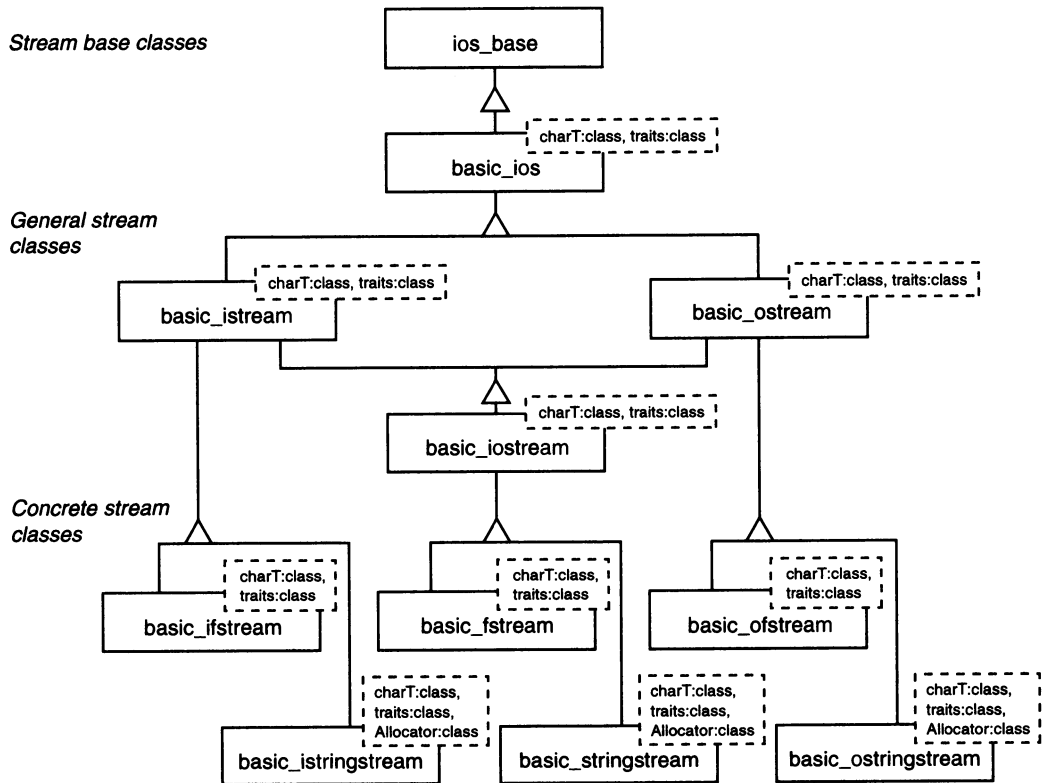 Stream base classes
ios_base
charT:class, traits:class
basic_ios
General stream
classes
charT:class, traits:class
basic_istream
charT:class, traits:class
basic_ostream
charT:class, traits:class
basic_iostream
Concrete stream
classes
charT:class,
traits:class
basic_ifstream
charT:class,
traits:class
basic_fstream
charT:class,
traits:class
basic_ofstream
charT:class,
traits:class,
Allocator:class
basic_istringstream
charT:class,
traits:class,
Allocator:class
basic_stringstream
charT:class,
traits:class,
Allocator:class
basic_ostringstream